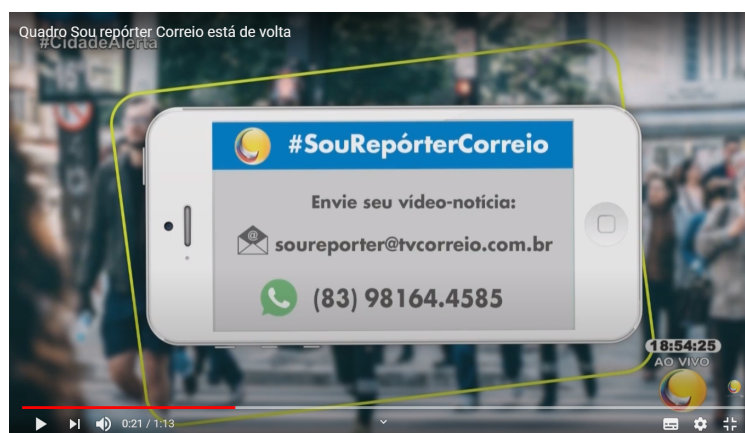 Quadro Sou repórter Correio está de volta
#CidadeAlerta
#SouRepórterCorreio
Envie seu vídeo-notícia:
@
soureporter@tvcorreio.com.br
(83) 98164.4585
18:54:25
AO VIVO
0:21 / 1:13